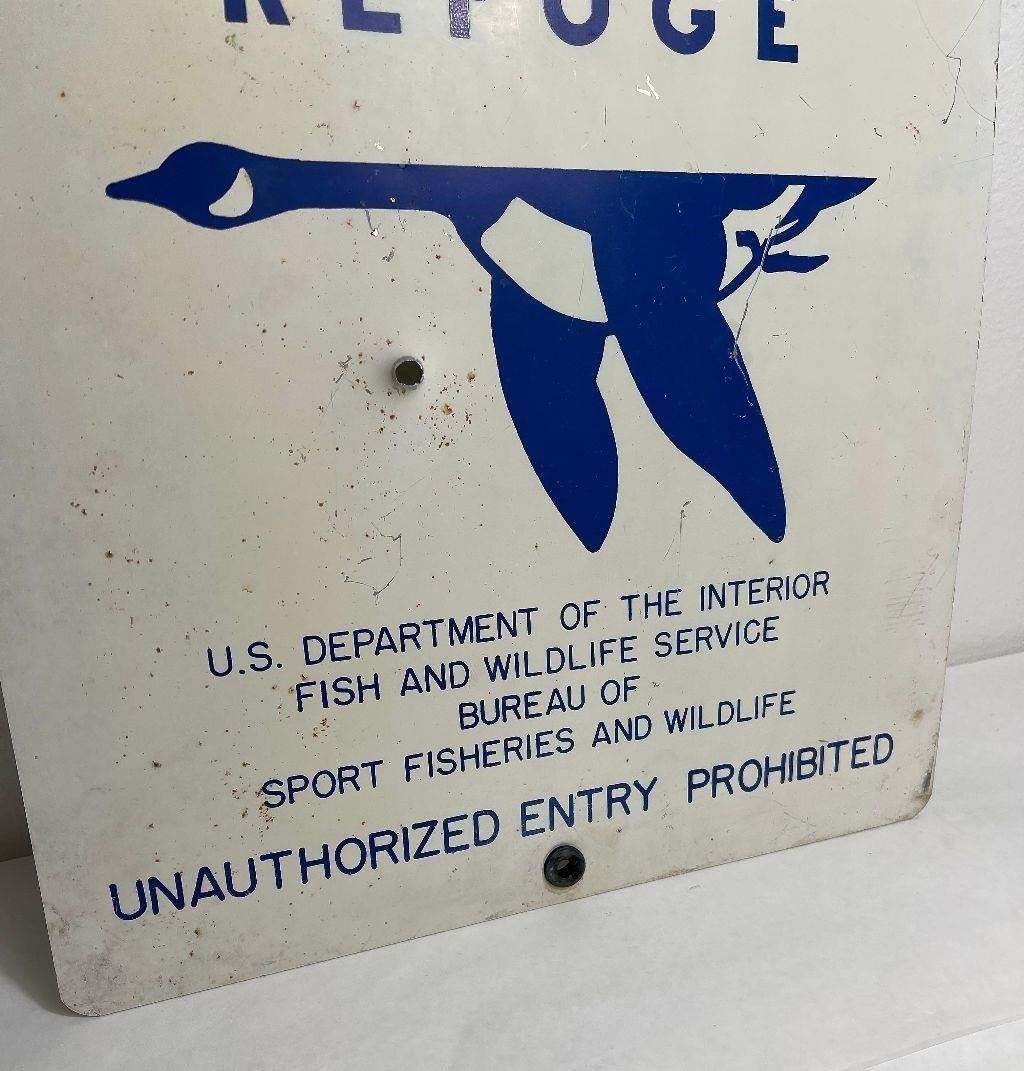 REFUGE
U.S. DEPARTMENT OF THE INTERIOR
FISH AND WILDLIFE SERVICE
BUREAU OF
SPORT FISHERIES AND WILDLIFE
UNAUTHORIZED ENTRY PROHIBITED